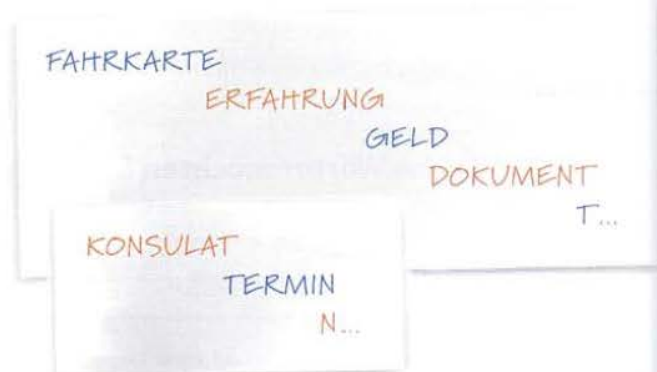 FAHRKARTE
ERFAHRUNG
GELD
DOKUMENT
T...
KONSULAT
TERMIN
N...